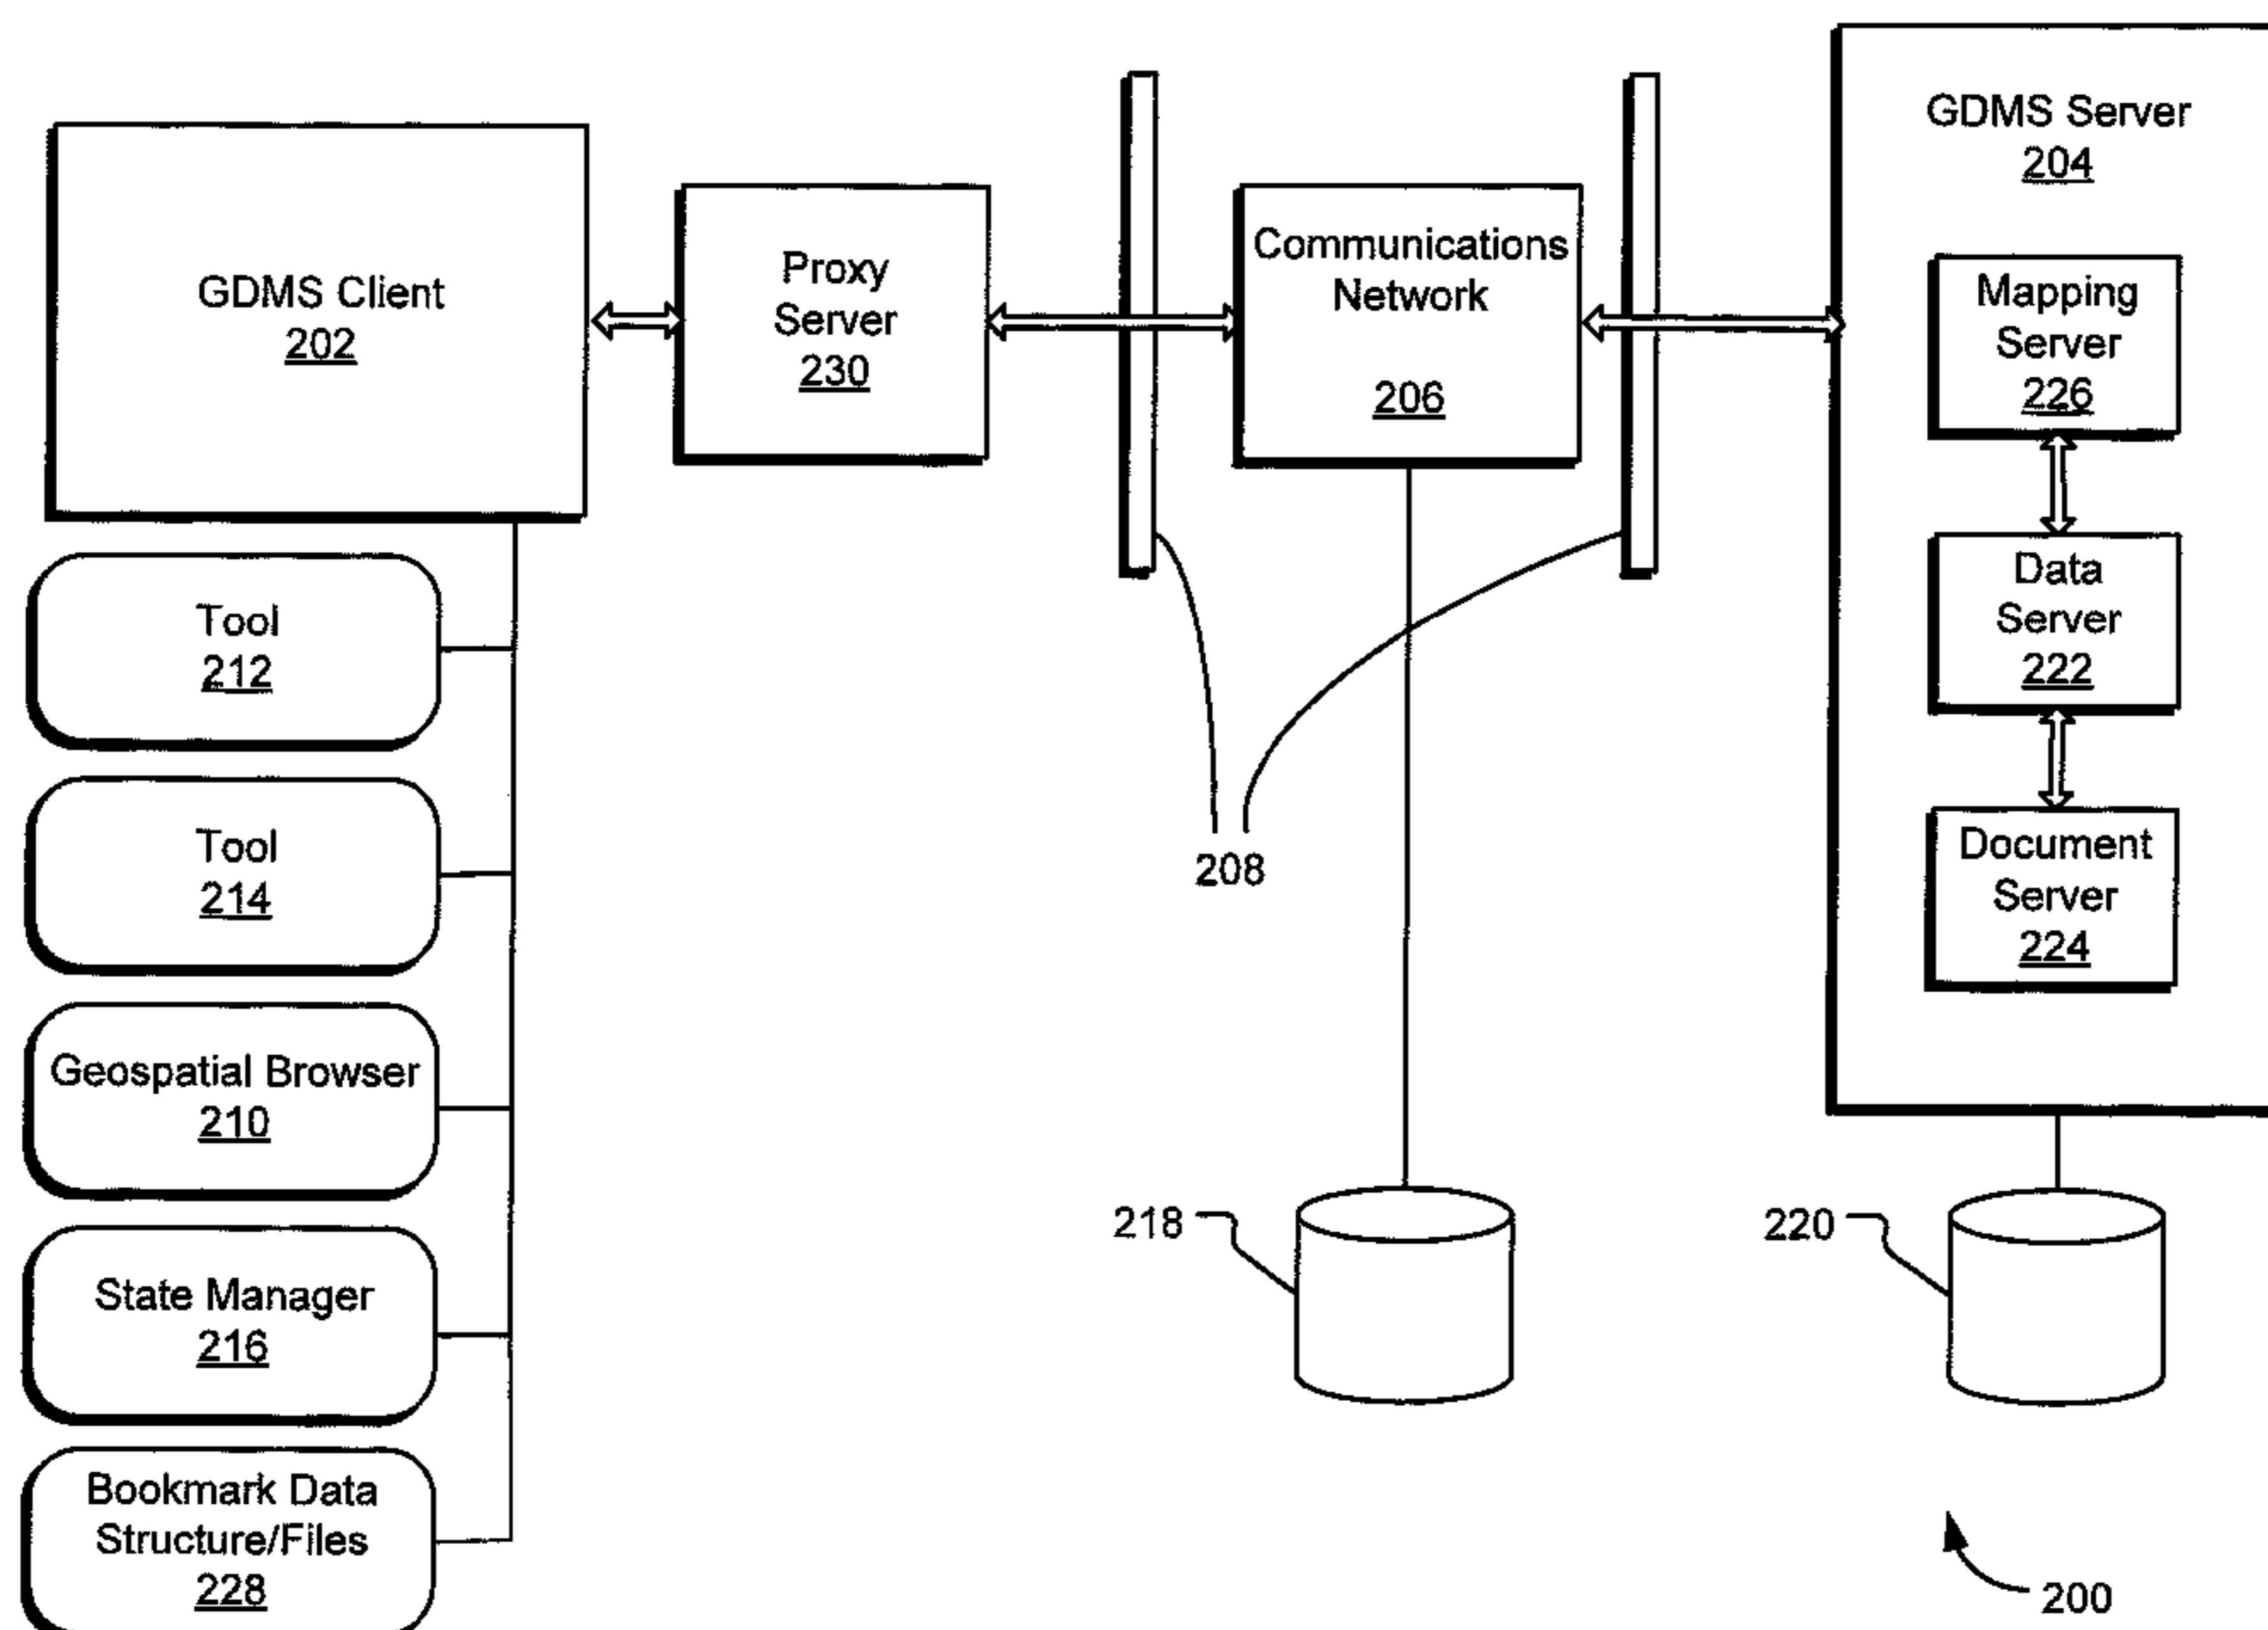 GDMS Client
202
Proxy
Server
230
Communications
Network
206
GDMS Server
204
Mapping
Server
226
Data
Server
222
Document
Server
224
Tool
212
Tool
214
Geospatial Browser
210
State Manager
216
Bookmark Data
Structure/Files
228
208
218
220
200